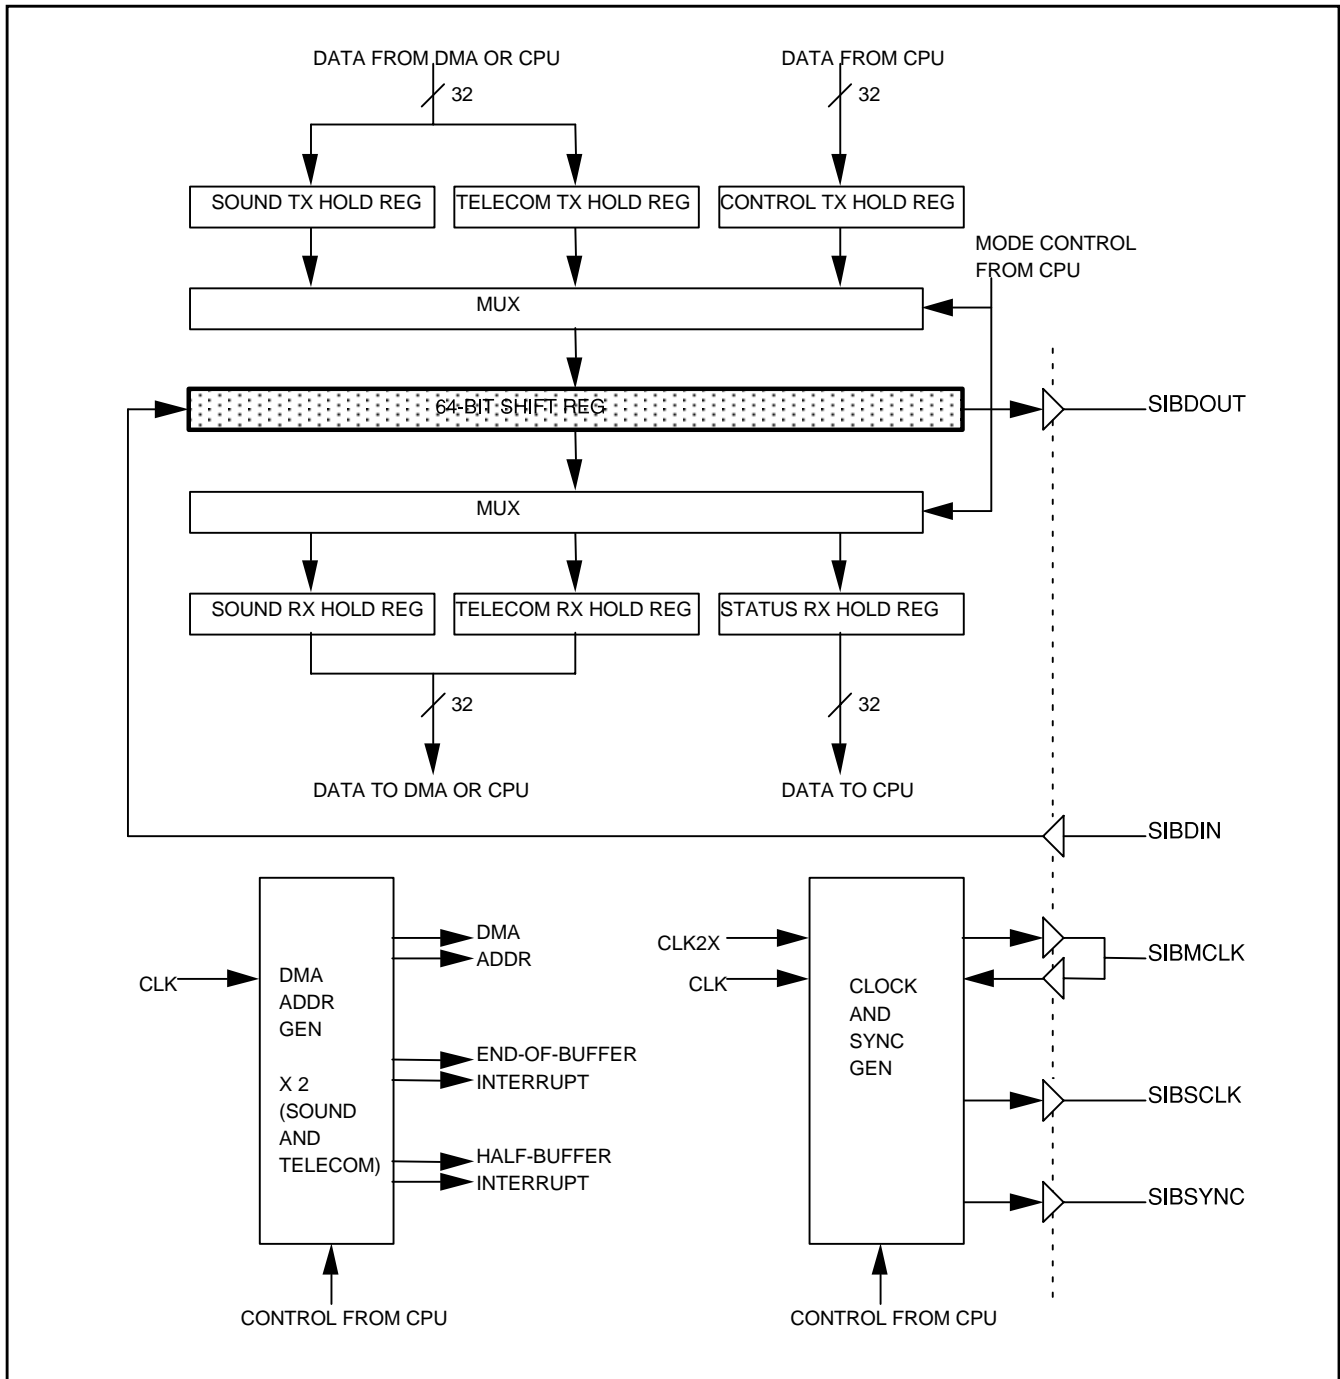 DATA FROM DMA OR CPU
DATA FROM CPU
32
32
SOUND TX HOLD REG
TELECOM TX HOLD REG
CONTROL TX HOLD REG
MODE CONTROL
FROM CPU
MUX
64-BIT SHIFT REG
SIBDOUT
MUX
SOUND RX HOLD REG
TELECOM RX HOLD REG
STATUS RX HOLD REG
32
32
DATA TO DMA OR CPU
DATA TO CPU
SIBDIN
CLK
DMA
ADDR
GEN
X 2
(SOUND
AND
TELECOM)
DMA
ADDR
END-OF-BUFFER
INTERRUPT
HALF-BUFFER
INTERRUPT
CONTROL FROM CPU
CLK2X
CLK
CLOCK
AND
SYNC
GEN
SIBMCLK
SIBSCLK
SIBSYNC
CONTROL FROM CPU